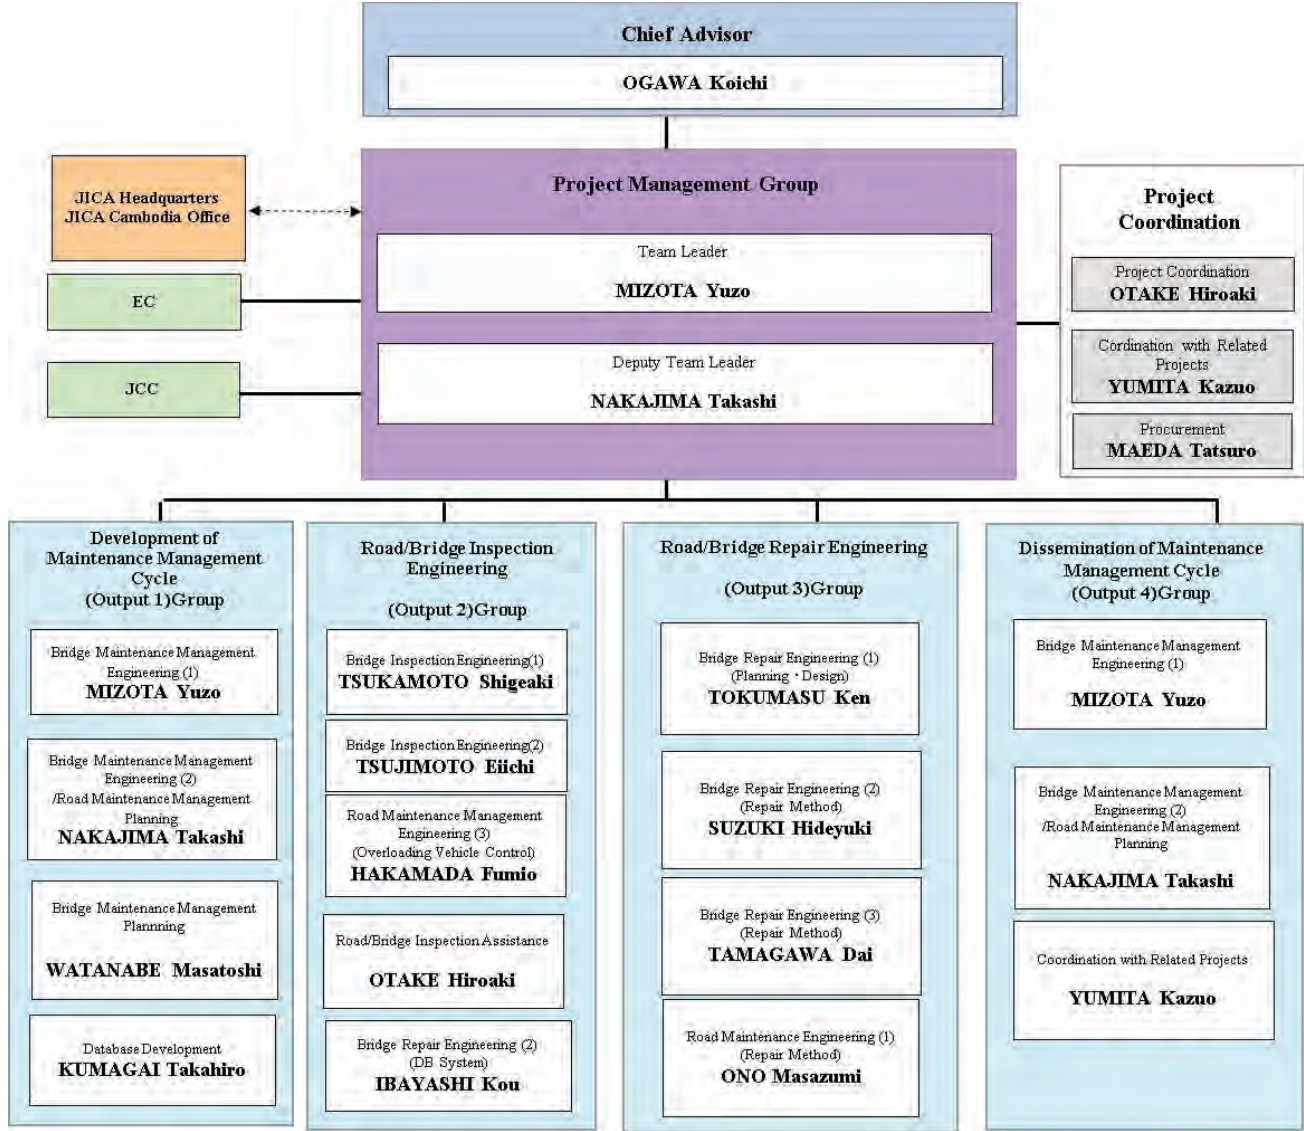 Chief Advisor
OGAWA Koichi
JICA Headquarters
JICA Cambodia Office
EC
JCC
Project Management Group
Team Leader
MIZOTA Yuzo
Deputy Team Leader
NAKAJIMA Takashi
Project
Coordination
Project Coordination
OTAKE Hiroaki
Cordination with Related
Projects
YUMITA Kazuo
Procurement
MAEDA Tatsuro
Development of
Maintenance Management
Cycle
(Output 1)Group
Bridge Maintenance Management
Engineering (1)
MIZOTA Yuzo
Bridge Maintenance Management
Engineering (2)
/Road Maintenance Management
Planning
NAKAJIMA Takashi
Bridge Maintenance Management
Plannning
WATANABE Masatoshi
Database Development
KUMAGAI Takahiro
Road/Bridge Inspection
Engineering
(Output 2)Group
Bridge Inspection Engineering(1)
TSUKAMOTO Shigeaki
Bridge Inspection Engineering(2)
TSUJIMOTO Eiichi
Road Maintenance Management
Engineering (3)
(Overloading Vehicle Control)
HAKAMADA Fumio
Road/Bridge Inspection Assistance
OTAKE Hiroaki
Bridge Repair Engineering (2)
(DB System)
IBAYASHI Kou
Road/Bridge Repair Engineering
(Output 3)Group
Bridge Repair Engineering (1)
(Planning・Design)
TOKUMASU Ken
Bridge Repair Engineering (2)
(Repair Method)
SUZUKI Hideyuki
Bridge Repair Engineering (3)
(Repair Method)
TAMAGAWA Dai
Road Maintenance Engineering (1)
(Repair Method)
ONO Masazumi
Dissemination of Maintenance
Management Cycle
(Output 4)Group
Bridge Maintenance Management
Engineering (1)
MIZOTA Yuzo
Bridge Maintenance Management
Engineering (2)
/Road Maintenance Management
Planning
NAKAJIMA Takashi
Coordination with Related Projects
YUMITA Kazuo